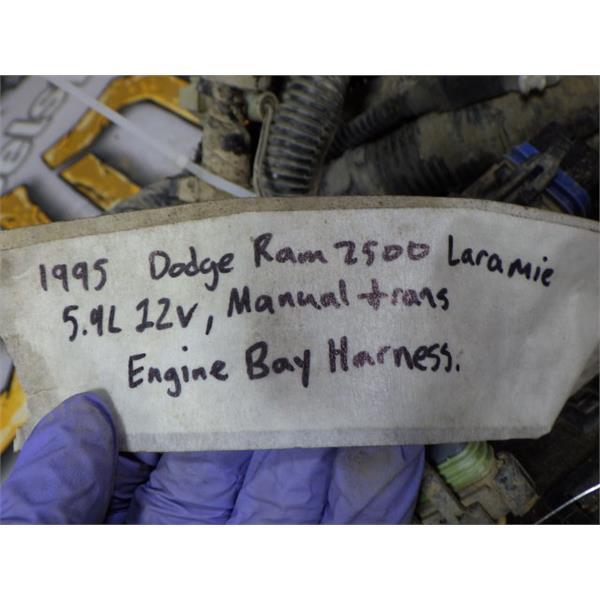 1995 Dodge Ram 2500 Laramie
5.9L 12v, Manual trans
Engine Bay Harness.